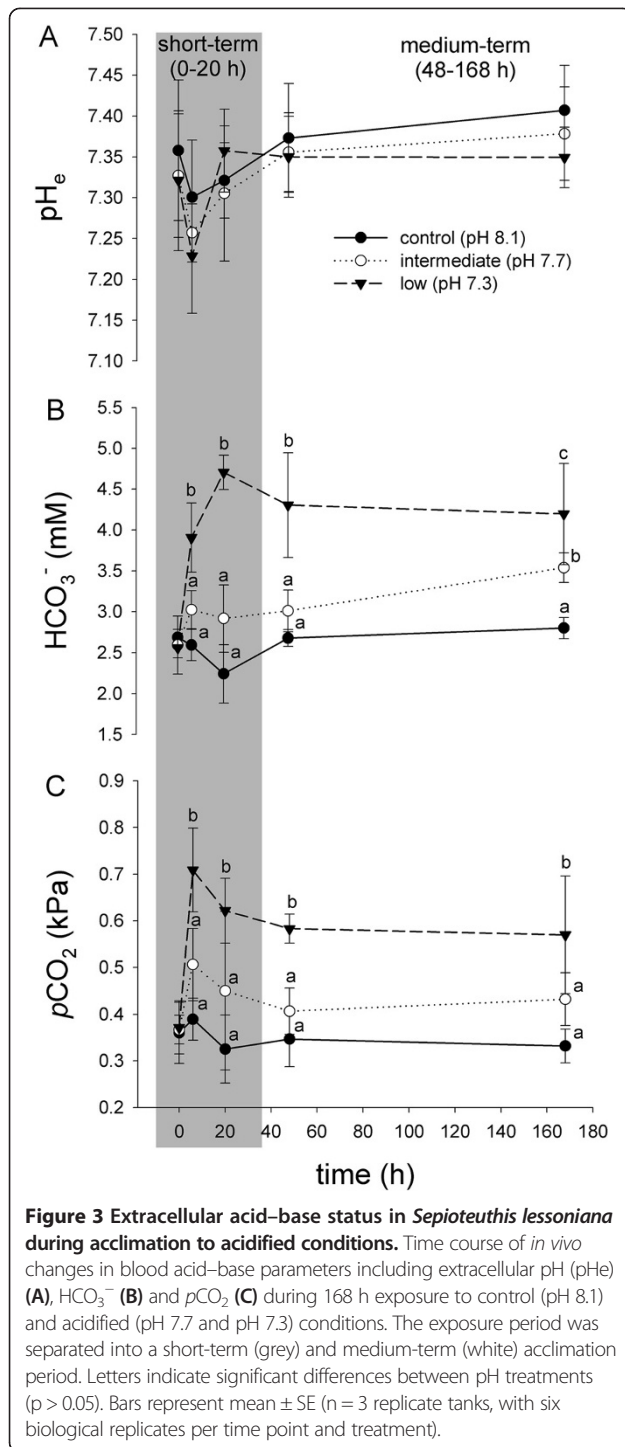 A
short-term
(0-20 h)
medium-term
(48-168 h)
7.50
7.45
7.40
7.35
7.30
7.25
7.20
7.15
7.10
pHe
control (pH 8.1)
intermediate (pH 7.7)
low (pH 7.3)
B
5.5
5.0
4.5
4.0
3.5
3.0
2.5
2.0
1.5
HCO₃⁻ (mM)
b
b
b
c
a
a
a
b
a
a
a
a
C
0.9
0.8
0.7
0.6
0.5
0.4
0.3
0.2
pCO₂ (kPa)
b
b
b
b
a
a
a
a
a
a
a
a
0 20 40 60 80 100 120 140 160 180
time (h)
Figure 3 Extracellular acid–base status in Sepioteuthis lessoniana
during acclimation to acidified conditions. Time course of in vivo
changes in blood acid–base parameters including extracellular pH (pHe)
(A), HCO₃⁻ (B) and pCO₂ (C) during 168 h exposure to control (pH 8.1)
and acidified (pH 7.7 and pH 7.3) conditions. The exposure period was
separated into a short-term (grey) and medium-term (white) acclimation
period. Letters indicate significant differences between pH treatments
(p > 0.05). Bars represent mean ± SE (n = 3 replicate tanks, with six
biological replicates per time point and treatment).